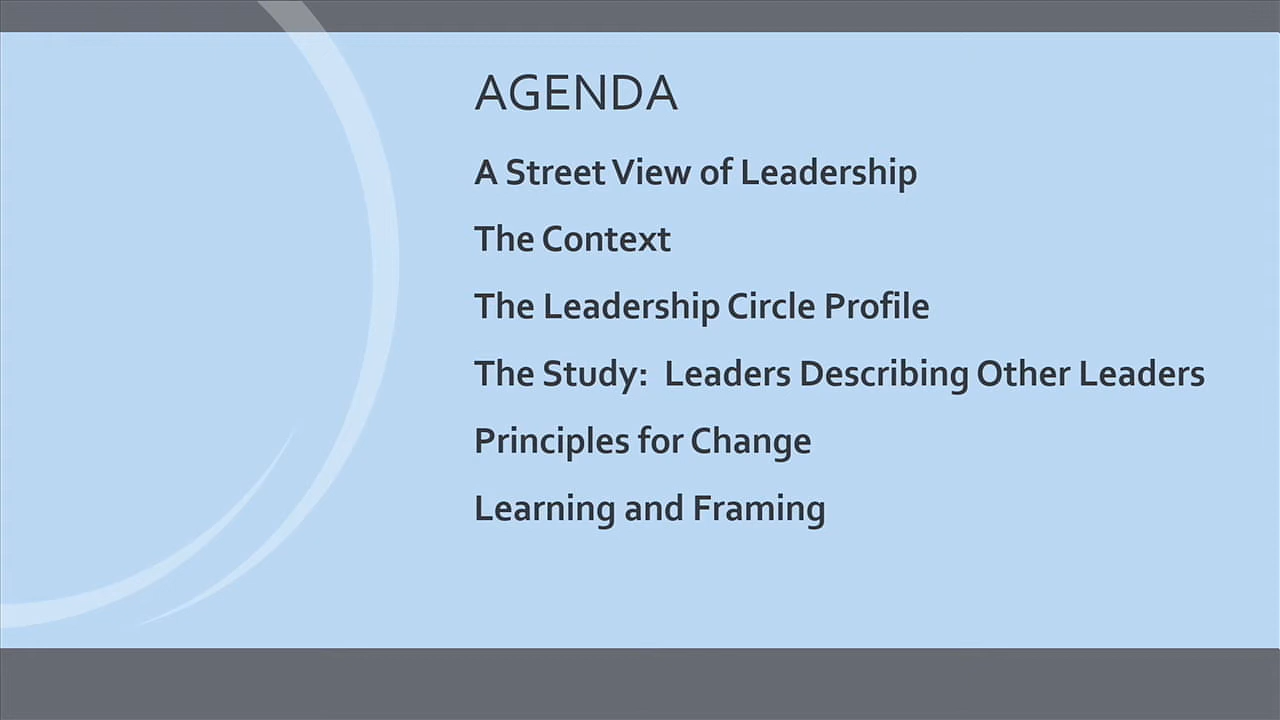 AGENDA
A Street View of Leadership
The Context
The Leadership Circle Profile
The Study:  Leaders Describing Other Leaders
Principles for Change
Learning and Framing